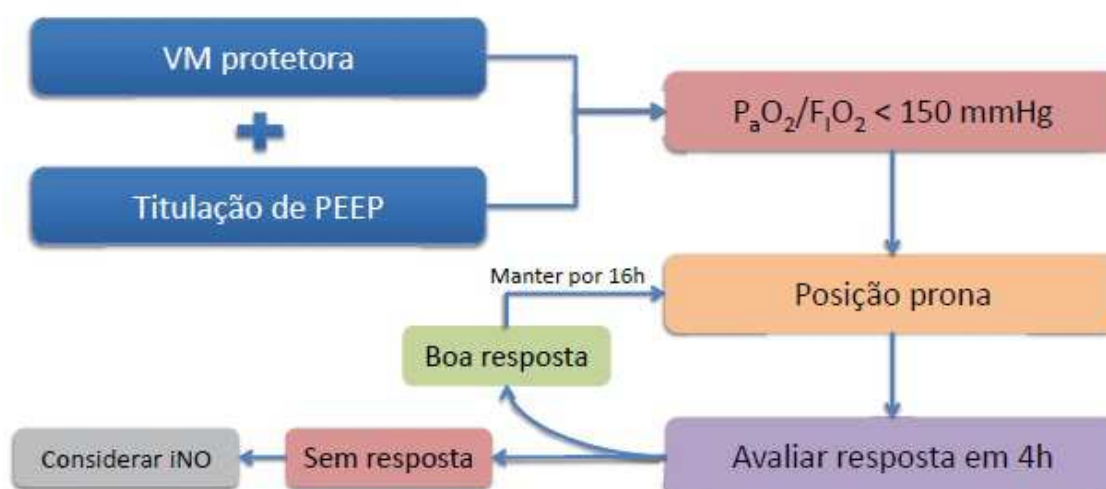 VM protetora
PaO2/FIO2 < 150 mmHg
Titulação de PEEP
Manter por 16h
Posição prona
Boa resposta
Considerar iNO
Sem resposta
Avaliar resposta em 4h